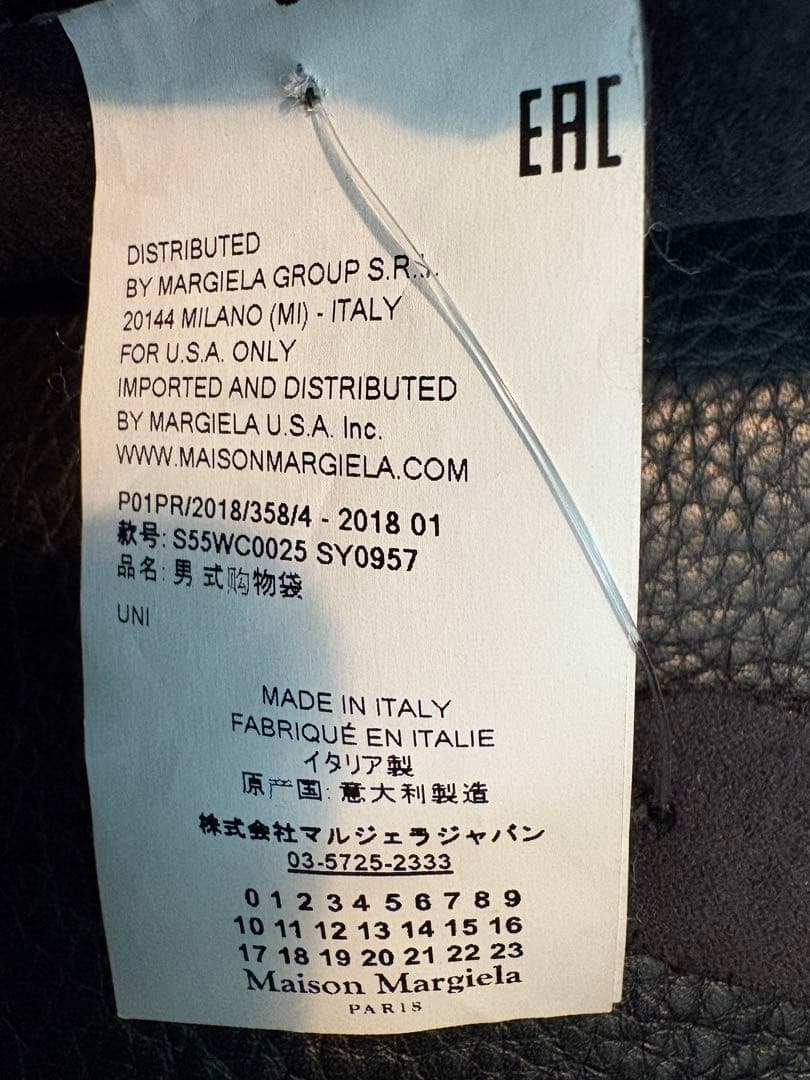 EAC
DISTRIBUTED
BY MARGIELA GROUP S.R.L.
20144 MILANO (MI) - ITALY
FOR U.S.A. ONLY
IMPORTED AND DISTRIBUTED
BY MARGIELA U.S.A. Inc.
WWW.MAISONMARGIELA.COM
P01PR/2018/358/4 - 2018 01
款号: S55WC0025 SY0957
品名: 男 式购物袋
UNI
MADE IN ITALY
FABRIQUÉ EN ITALIE
イタリア製
原产国: 意大利製造
株式会社マルジェラジャパン
03-5725-2333
0 1 2 3 4 5 6 7 8 9
10 11 12 13 14 15 16
17 18 19 20 21 22 23
Maison Margiela
PARIS